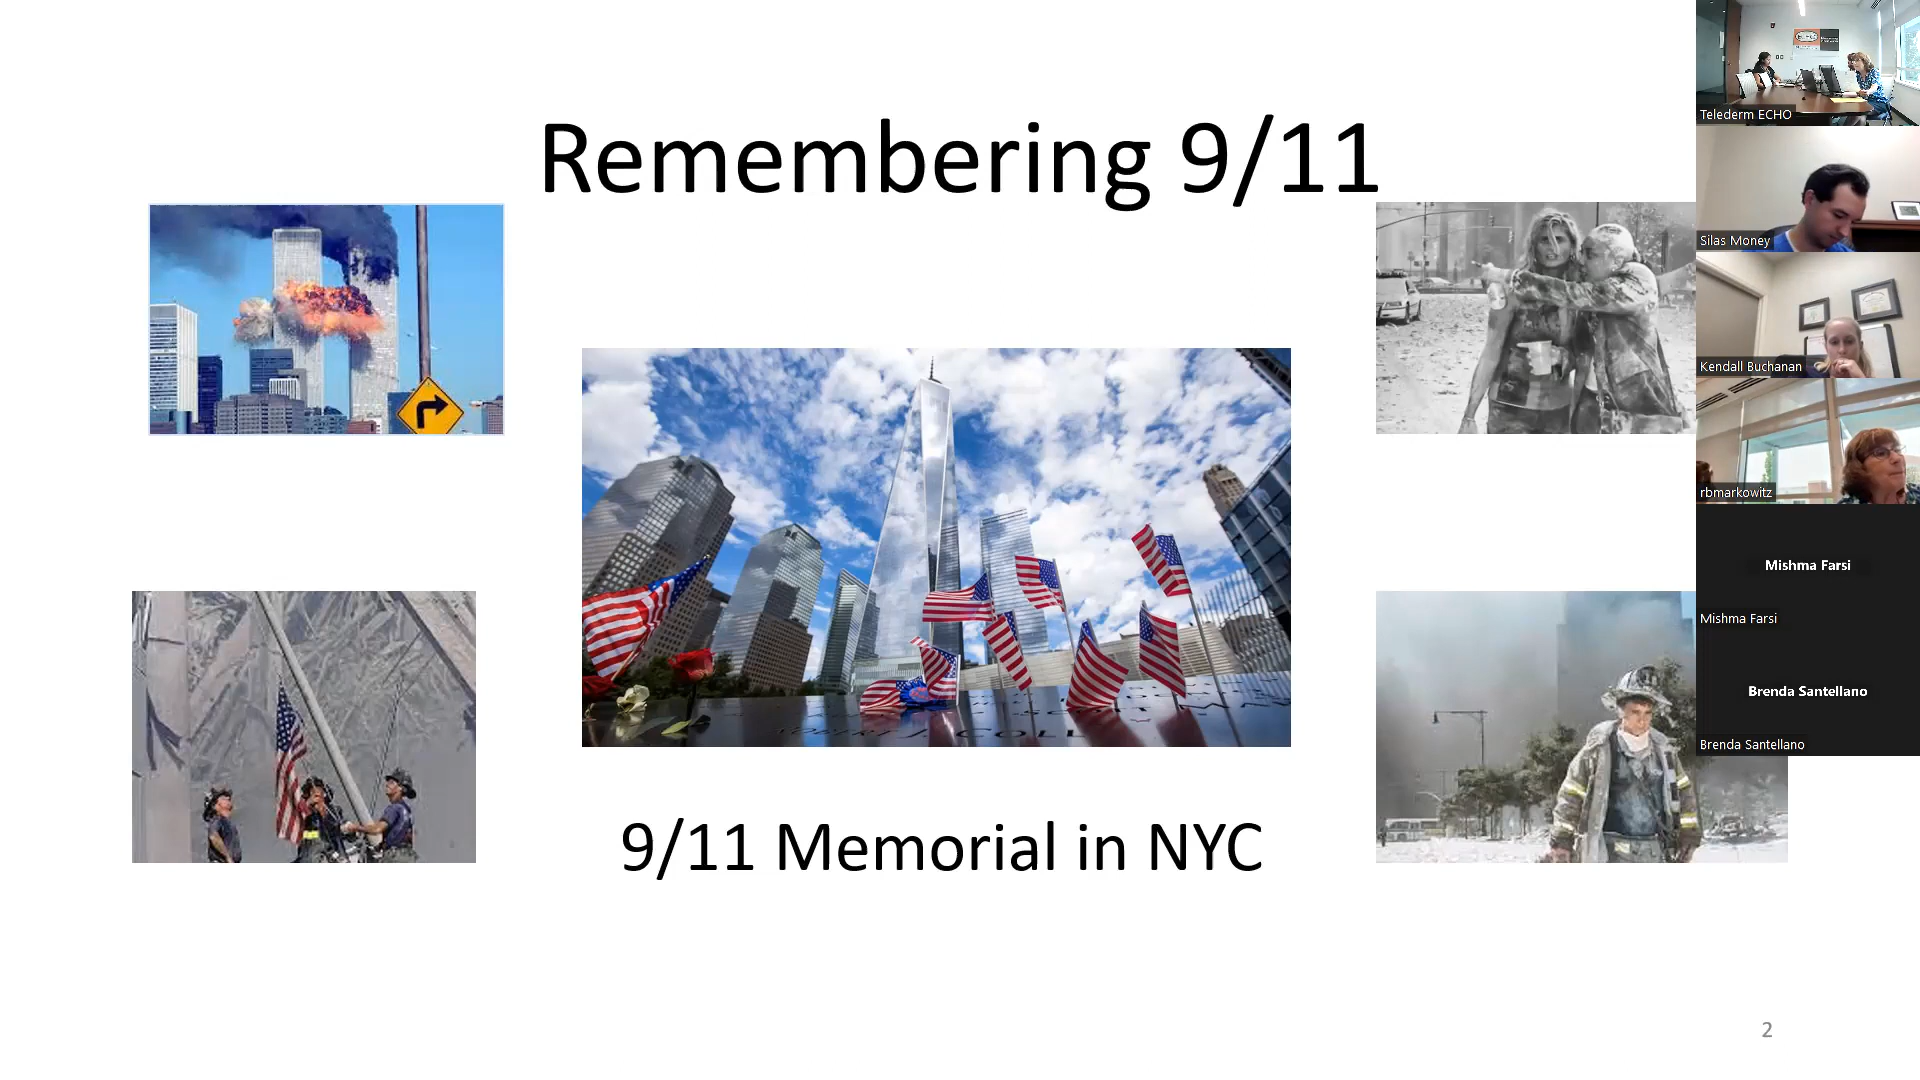 Remembering 9/11
9/11 Memorial in NYC
2
Telederm ECHO
Silas Money
Kendall Buchanan
rbmarkowitz
Mishma Farsi
Mishma Farsi
Brenda Santellano
Brenda Santellano